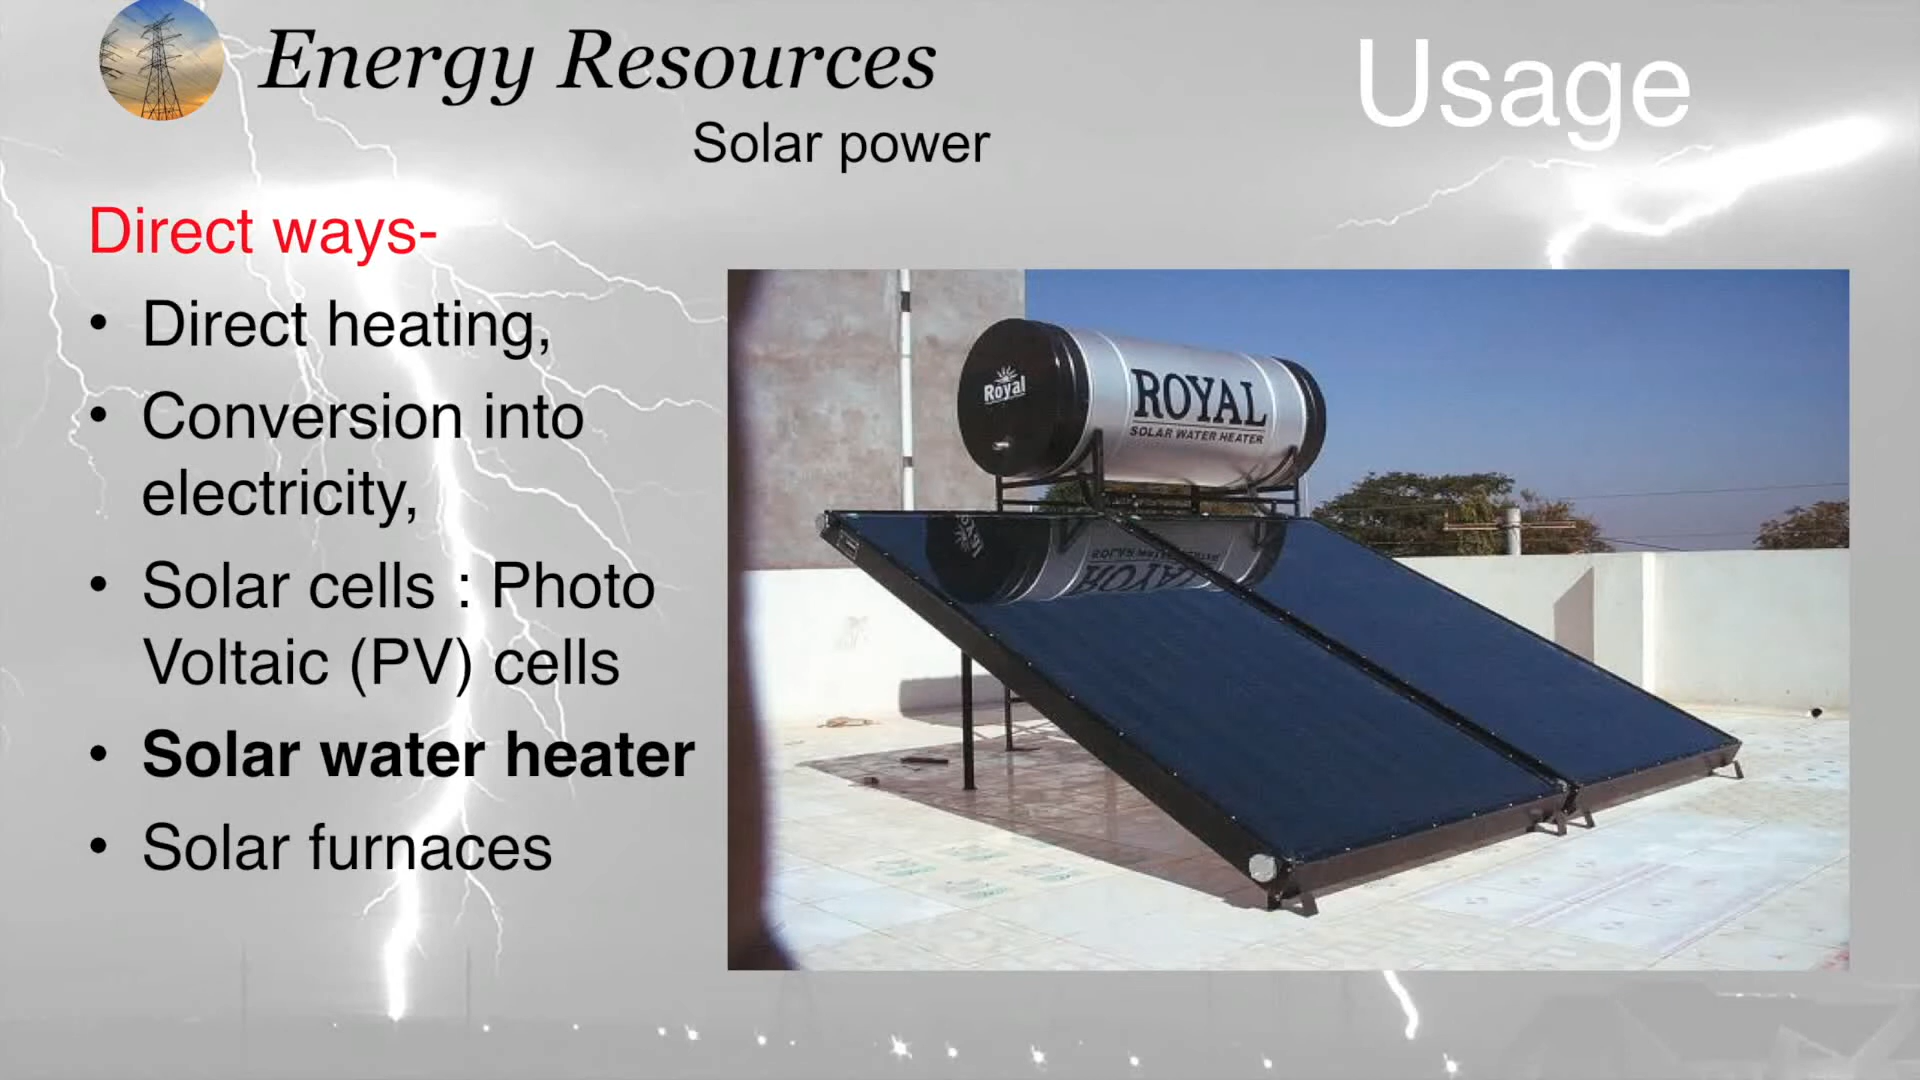 Energy Resources
Usage
Solar power
Direct ways-
• Direct heating,
• Conversion into
electricity,
• Solar cells : Photo
Voltaic (PV) cells
• Solar water heater
• Solar furnaces
Royal
ROYAL
SOLAR WATER HEATER